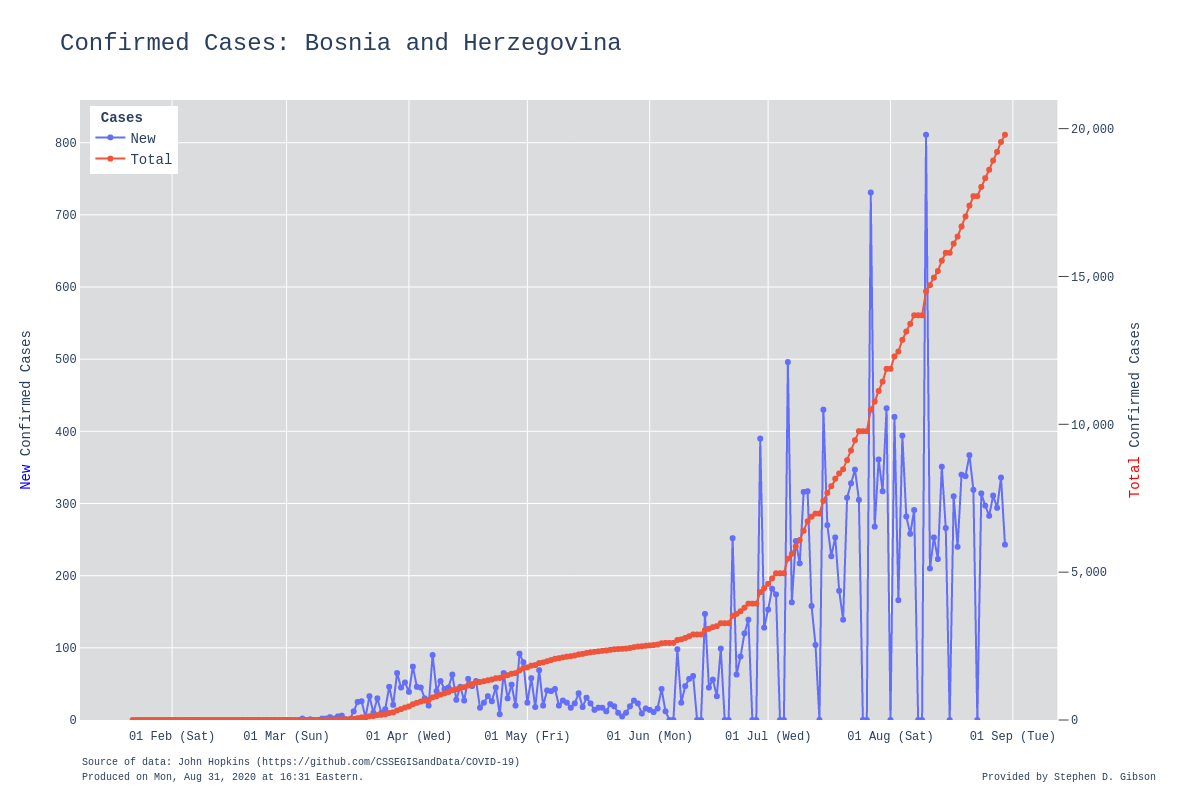 Confirmed Cases: Bosnia and Herzegovina
Cases
New
Total
800
700
600
500
400
300
200
100
0
20,000
15,000
10,000
5,000
0
New Confirmed Cases
Total Confirmed Cases
01 Feb (Sat) 01 Mar (Sun) 01 Apr (Wed) 01 May (Fri) 01 Jun (Mon) 01 Jul (Wed) 01 Aug (Sat) 01 Sep (Tue)
Source of data: John Hopkins (https://github.com/CSSEGISandData/COVID-19)
Produced on Mon, Aug 31, 2020 at 16:31 Eastern.
Provided by Stephen D. Gibson